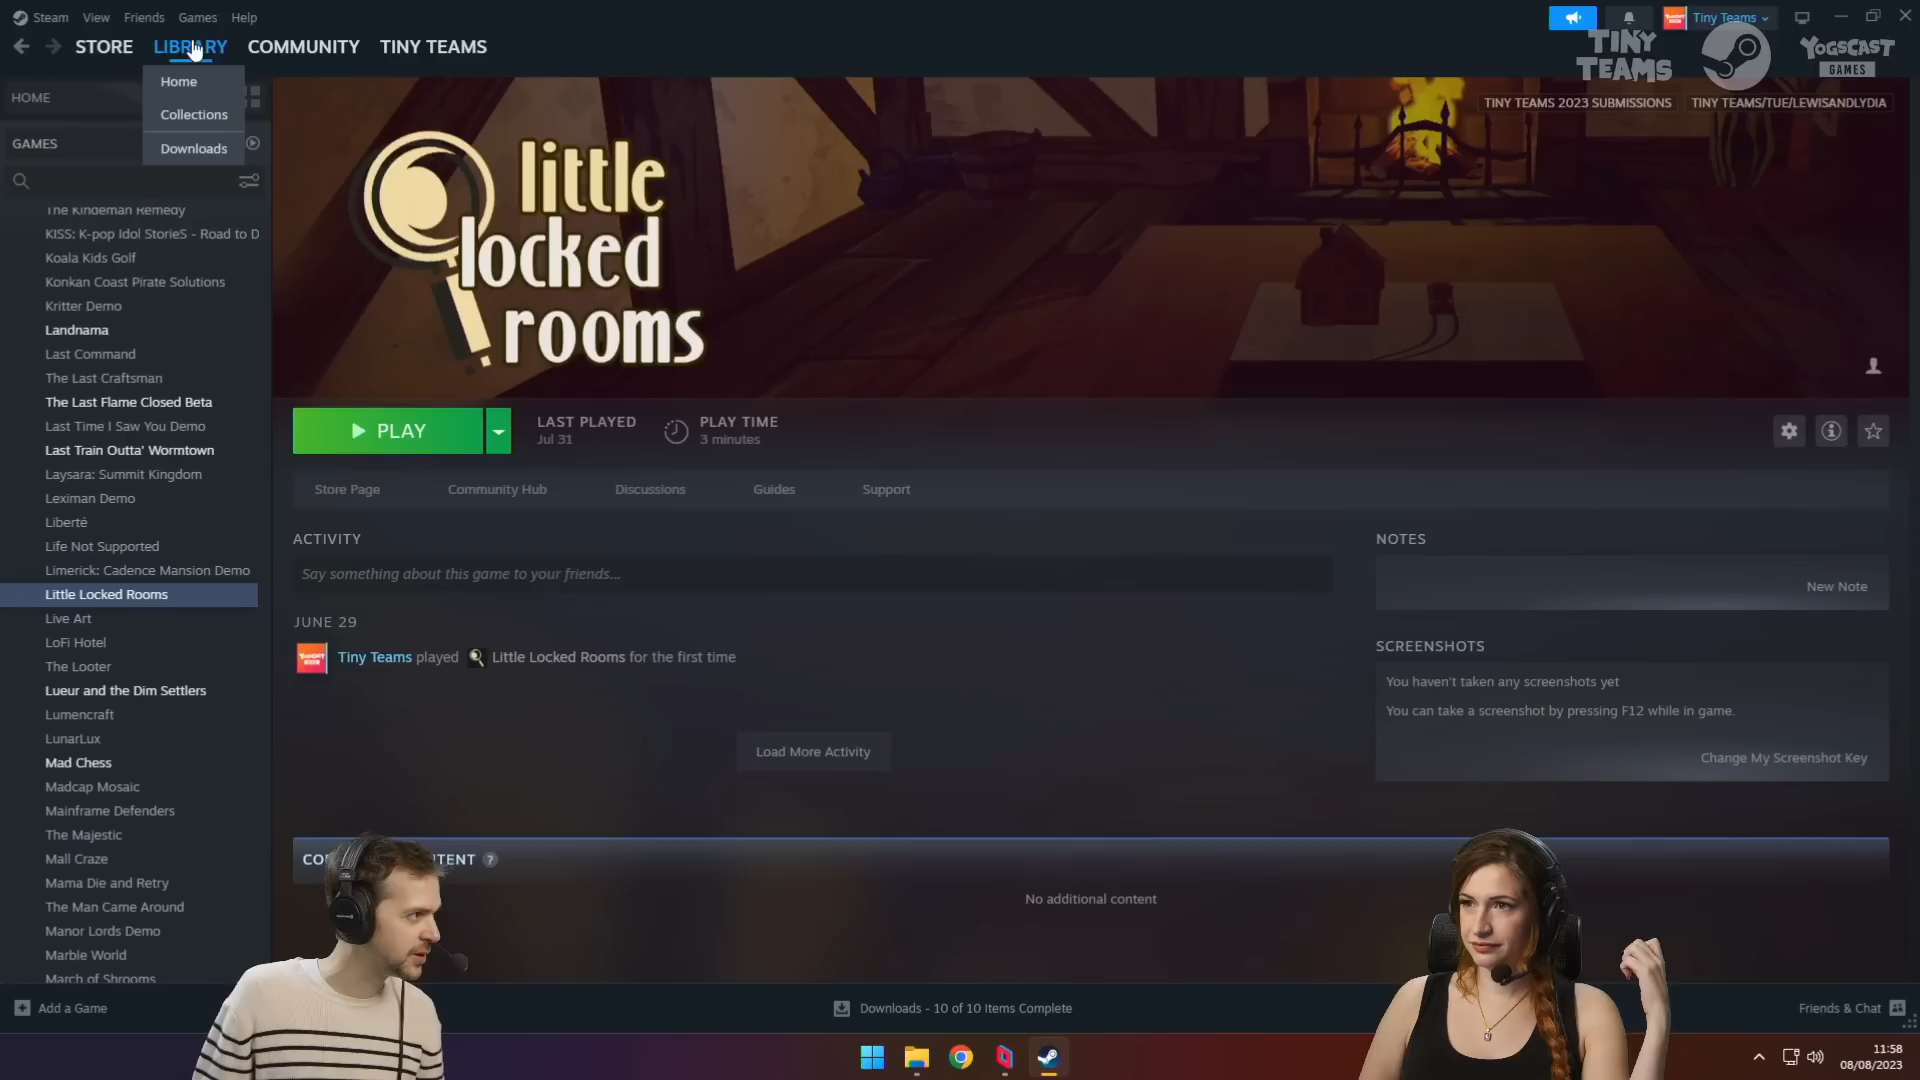 Steam View Friends Games Help
Tiny Teams
STORE LIBRARY COMMUNITY TINY TEAMS
TINY TEAMS
YOGSCAST GAMES
Home
Collections
Downloads
HOME
GAMES
The Kindeman Remedy
KISS: K-pop Idol StorieS - Road to D
Koala Kids Golf
Konkan Coast Pirate Solutions
Kritter Demo
Landnama
Last Command
The Last Craftsman
The Last Flame Closed Beta
Last Time I Saw You Demo
Last Train Outta' Wormtown
Laysara: Summit Kingdom
Leximan Demo
Liberté
Life Not Supported
Limerick: Cadence Mansion Demo
Little Locked Rooms
Live Art
LoFi Hotel
The Looter
Lueur and the Dim Settlers
Lumencraft
LunarLux
Mad Chess
Madcap Mosaic
Mainframe Defenders
The Majestic
Mall Craze
Mama Die and Retry
The Man Came Around
Manor Lords Demo
Marble World
March of Shrooms
TINY TEAMS 2023 SUBMISSIONS TINY TEAMS/TUE/LEWISANDLYDIA
little
locked
rooms
PLAY
LAST PLAYED
Jul 31
PLAY TIME
3 minutes
Store Page Community Hub Discussions Guides Support
ACTIVITY
Say something about this game to your friends...
JUNE 29
Tiny Teams played Little Locked Rooms for the first time
Load More Activity
NOTES
New Note
SCREENSHOTS
You haven't taken any screenshots yet
You can take a screenshot by pressing F12 while in game.
Change My Screenshot Key
CO TENT ?
No additional content
Add a Game
Downloads - 10 of 10 Items Complete
Friends & Chat
11:58
08/08/2023